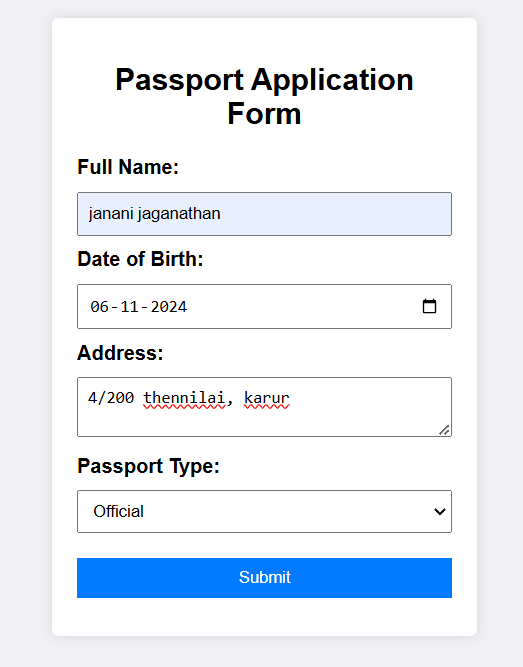 Passport Application
Form
Full Name:
janani jaganathan
Date of Birth:
06-11-2024
Address:
4/200 thennilai, karur
Passport Type:
Official
Submit